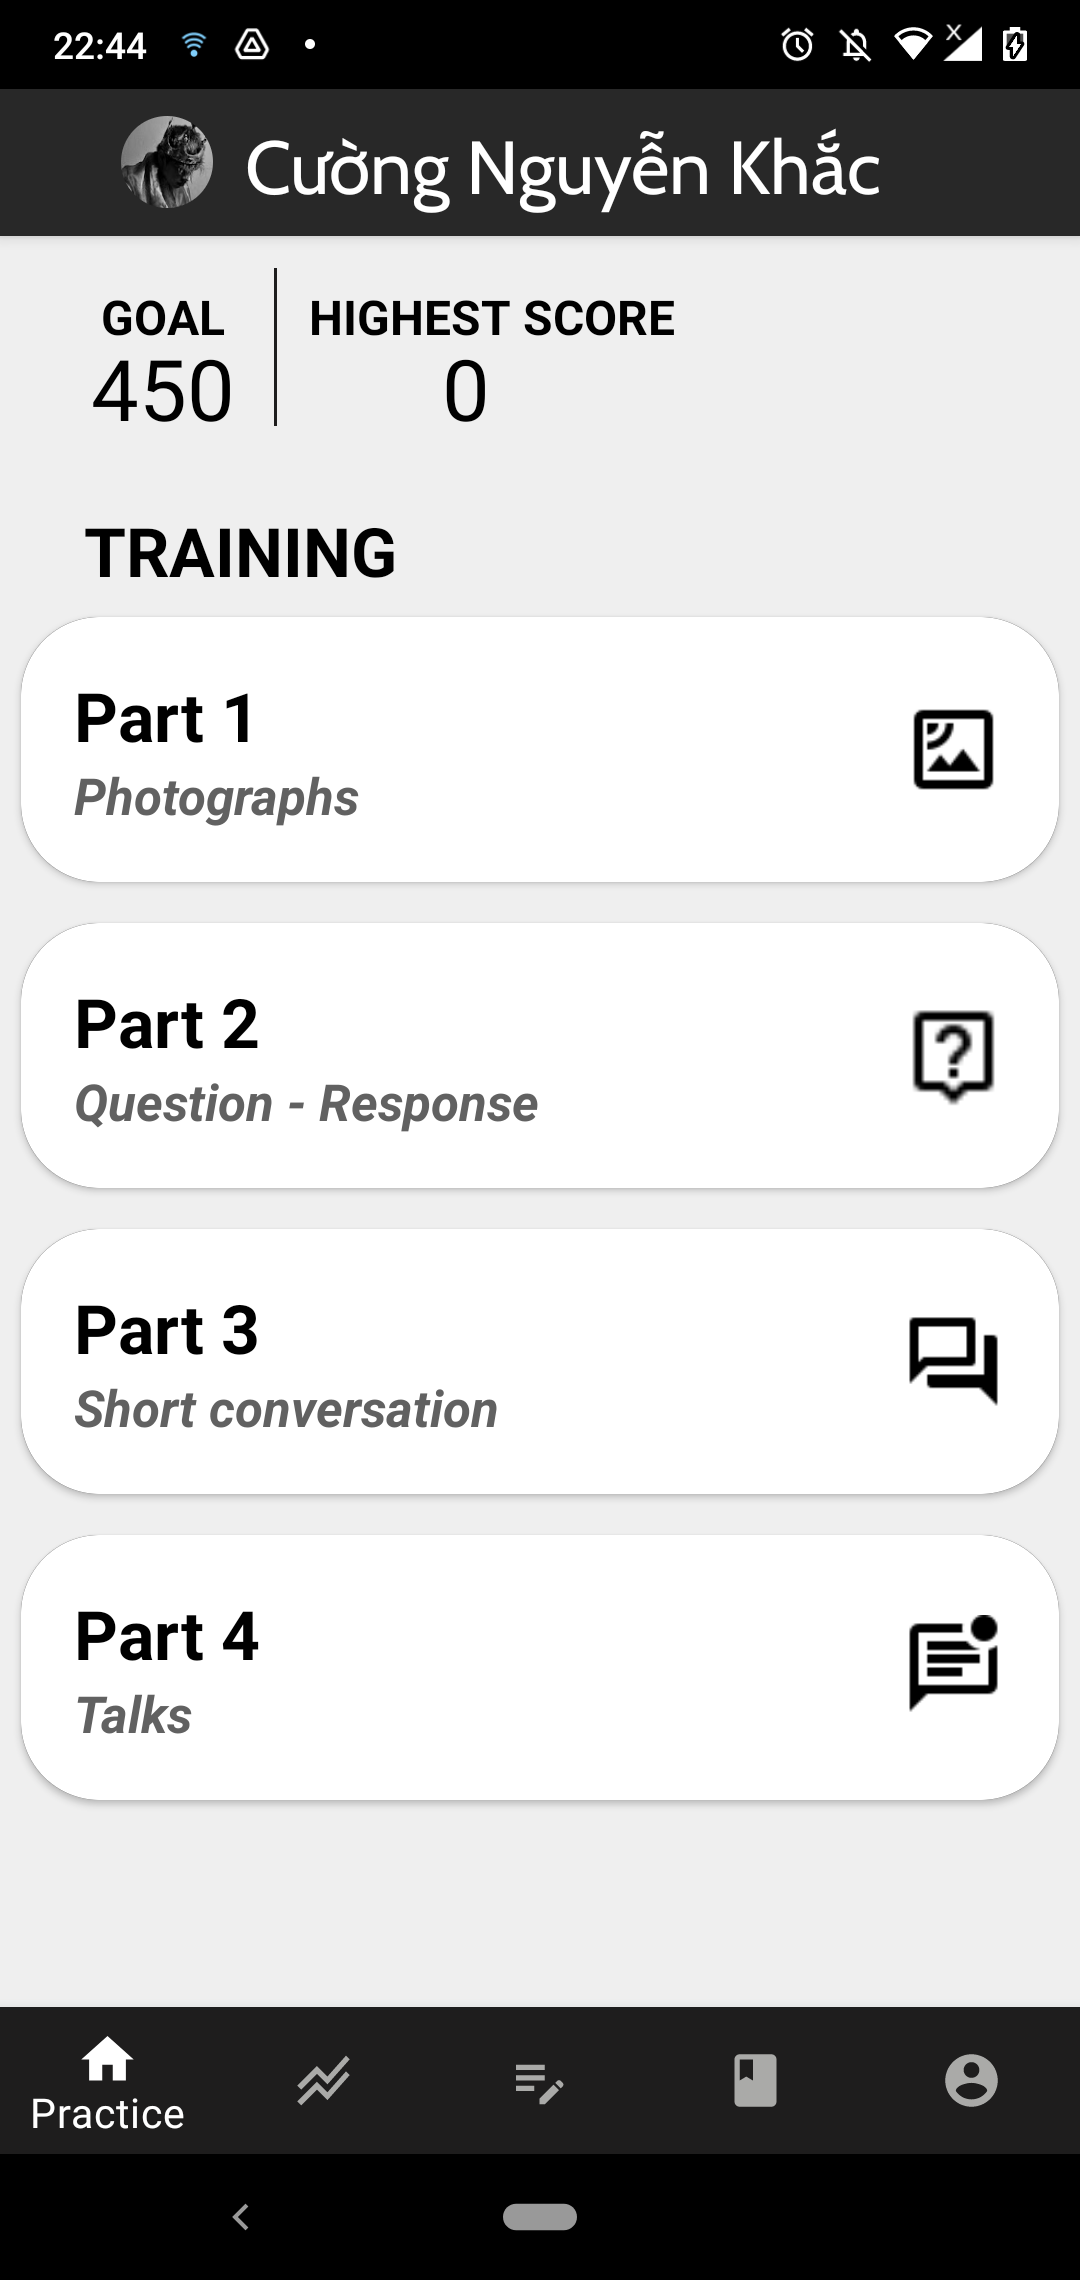 22:44
Cường Nguyễn Khắc
GOAL
HIGHEST SCORE
450
0
TRAINING
Part 1
Photographs
Part 2
Question - Response
Part 3
Short conversation
Part 4
Talks
Practice